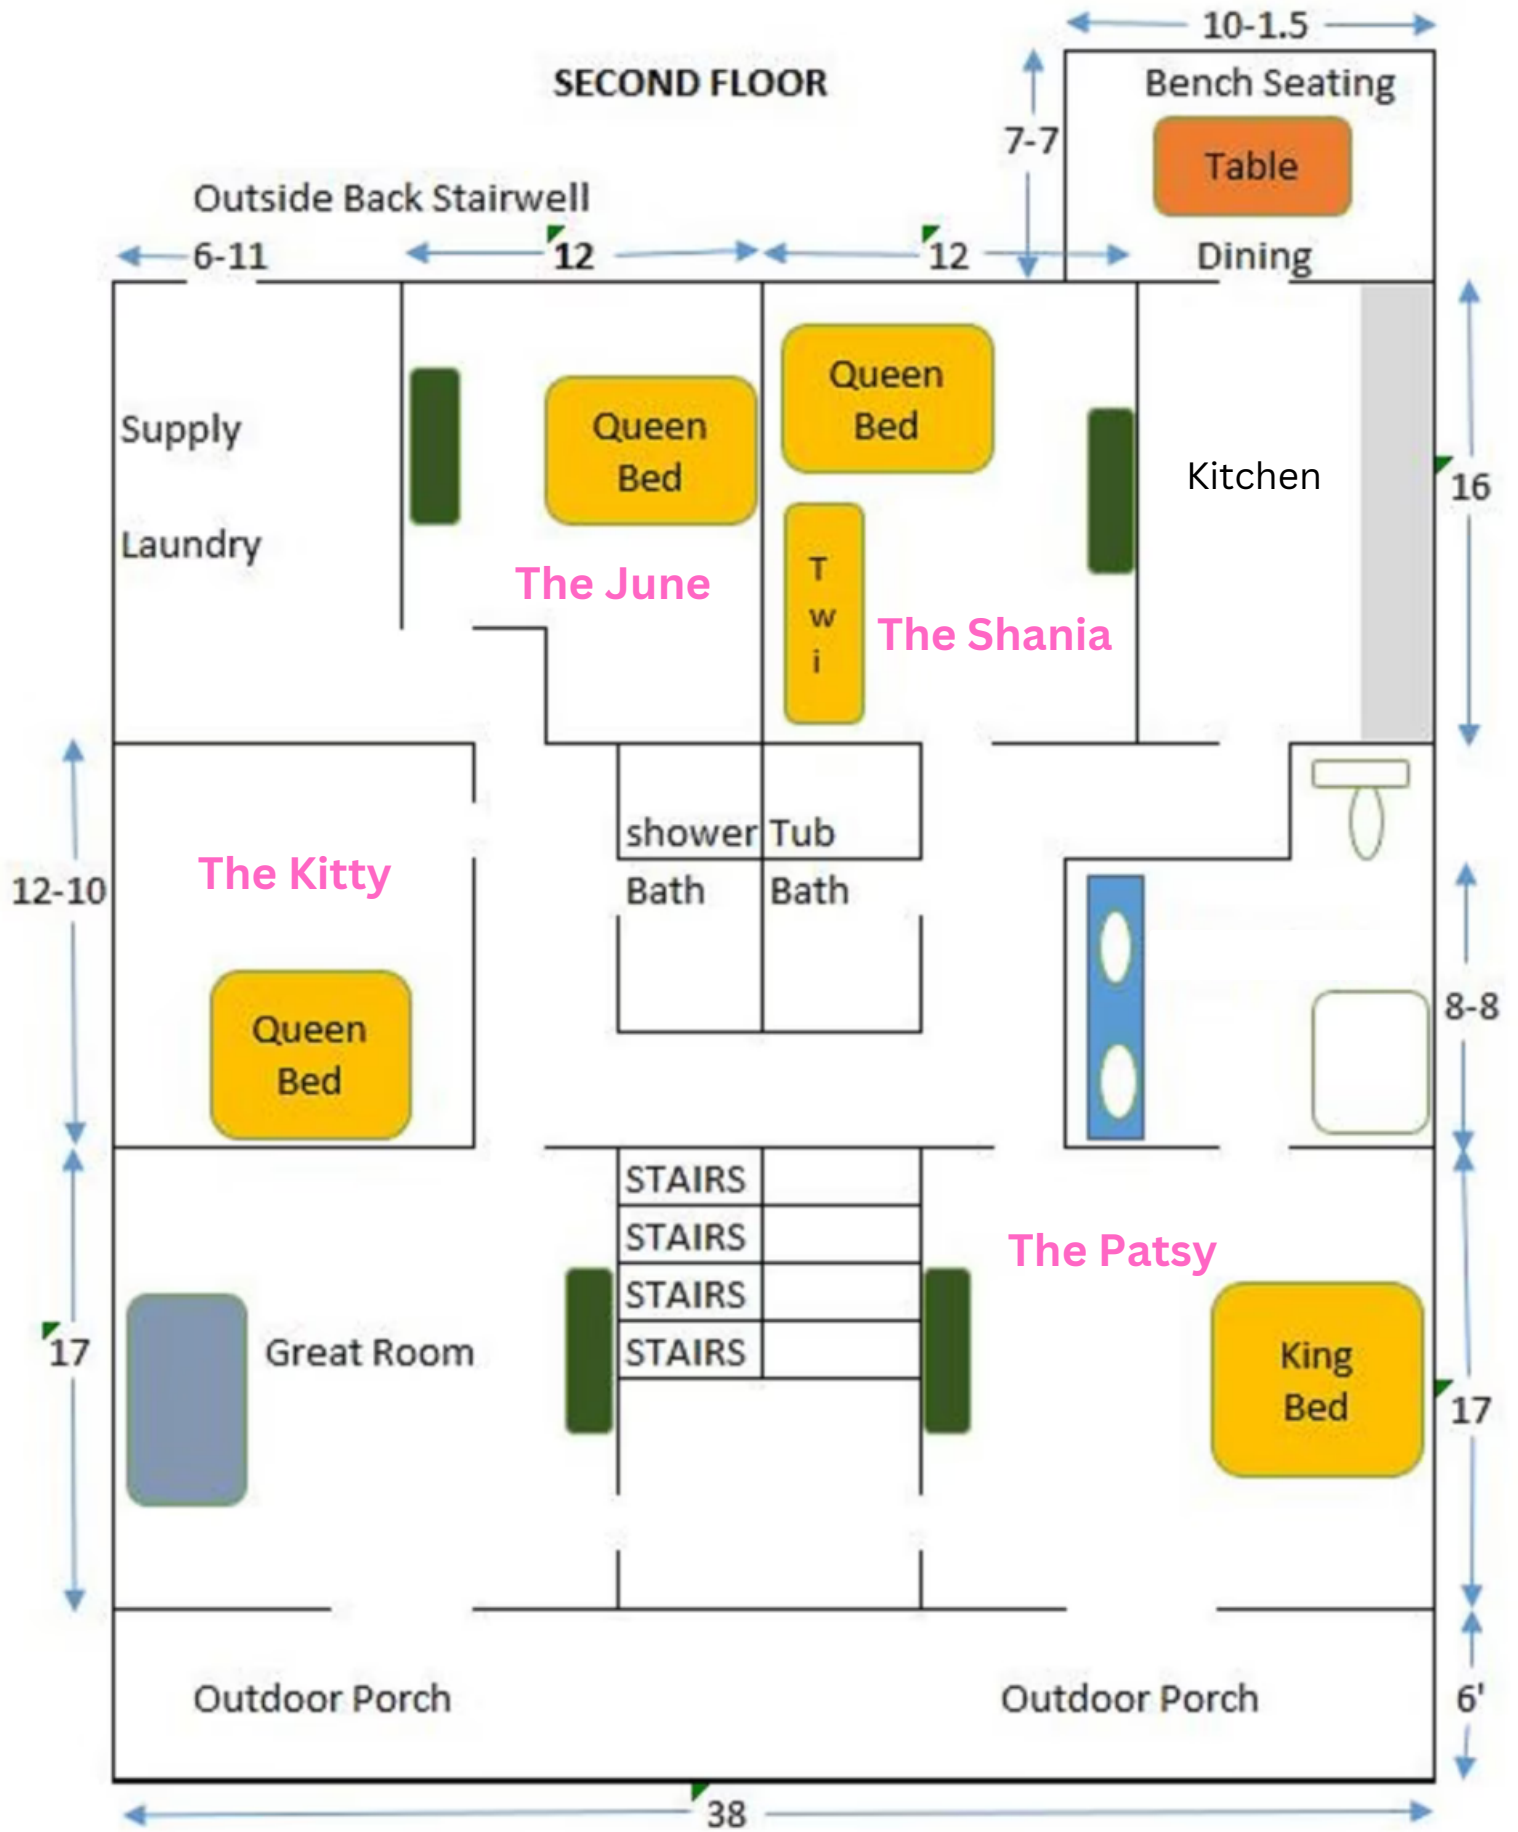 10-1.5
SECOND FLOOR
Bench Seating
7-7
Table
Outside Back Stairwell
6-11
12
12
Dining
Queen
Bed
Queen
Bed
Supply
Kitchen
16
Laundry
The June
T
w
i
The Shania
shower
Tub
The Kitty
12-10
Bath
Bath
8-8
Queen
Bed
STAIRS
STAIRS
The Patsy
STAIRS
STAIRS
17
Great Room
King
Bed
17
Outdoor Porch
Outdoor Porch
6'
38